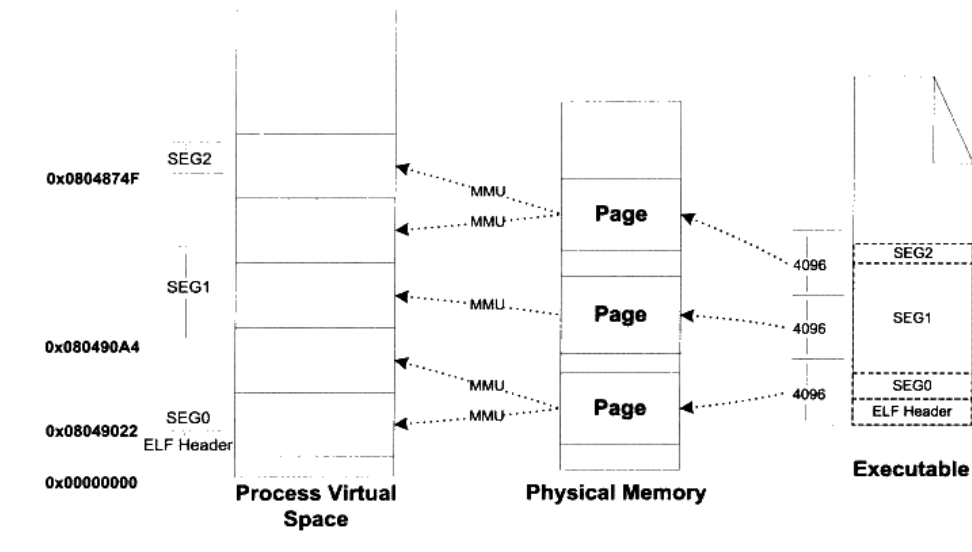 SEG2
0x0804874F
SEG1
0x080490A4
SEG0
0x08049022
ELF Header
0x00000000
Process Virtual
Space
MMU
MMU
MMU
MMU
MMU
Page
Page
Page
Physical Memory
4096
4096
4096
SEG2
SEG1
SEG0
ELF Header
Executable